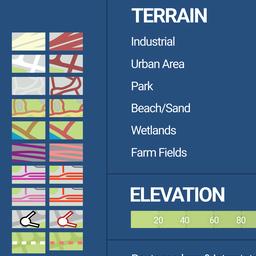 TERRAIN
Industrial
Urban Area
Park
Beach/Sand
Wetlands
Farm Fields
ELEVATION
20 40 60 80